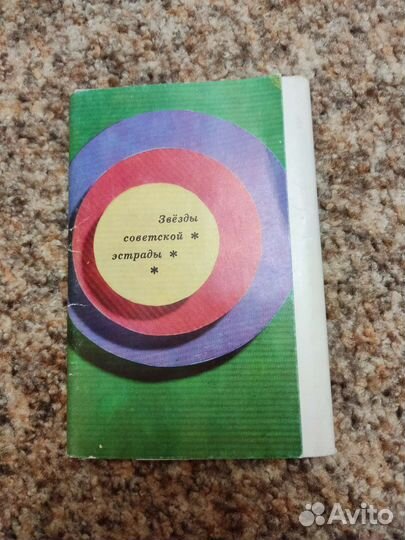 Звёзды
советской *
эстрады *
*
Avito